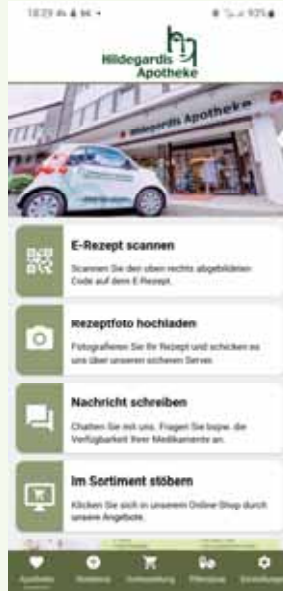 Hildegardis
Apotheke
Hildegardis Apotheke
E-Rezept scannen
Scannen Sie den oben rechts abgebildeten
Code auf dem E-Rezept.
Rezeptfoto hochladen
Fotografieren Sie Ihr Rezept und schicken es
uns über unseren sicheren Server.
Nachricht schreiben
Chatten Sie mit uns. Fragen Sie bspw. die
Verfügbarkeit Ihrer Medikamente an.
Im Sortiment stöbern
Klicken Sie sich in unserem Online-Shop durch
unsere Angebote.
Apotheke